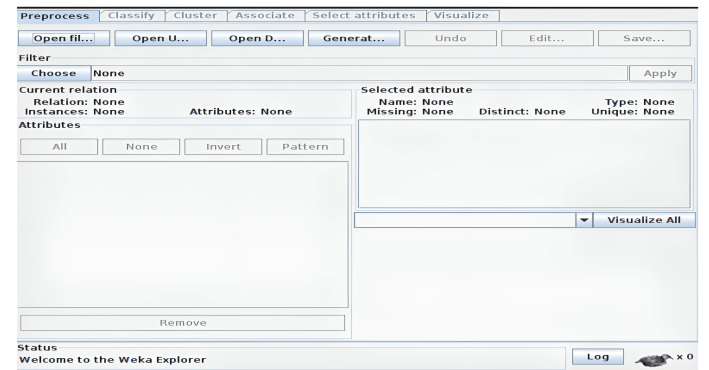 Preprocess Classify Cluster Associate Select attributes Visualize
Open fil... Open U... Open D... Generat... Undo Edit... Save...
Filter
Choose None Apply
Current relation
Relation: None
Instances: None Attributes: None
Selected attribute
Name: None Type: None
Missing: None Distinct: None Unique: None
Attributes
All None Invert Pattern
Visualize All
Remove
Status
Welcome to the Weka Explorer
Log x 0